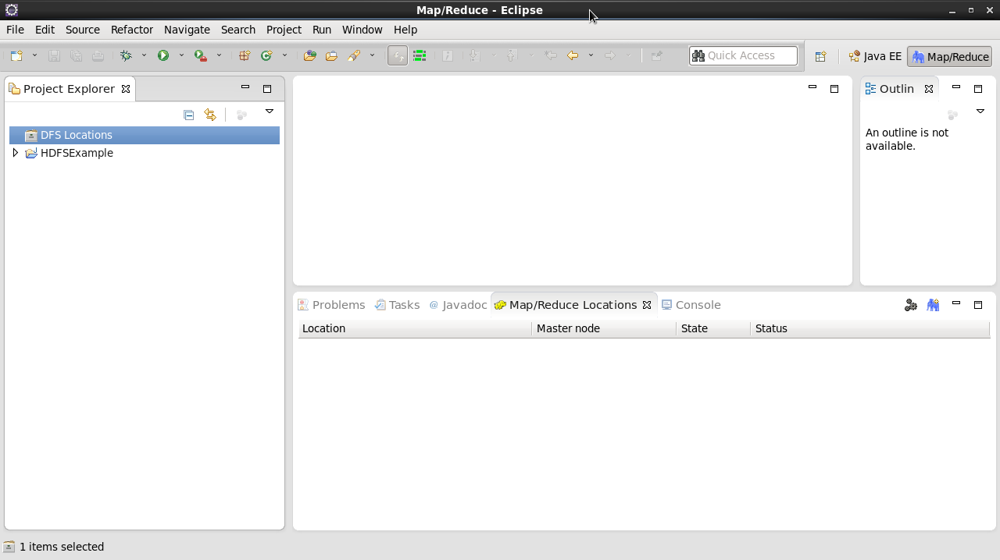 Map/Reduce - Eclipse
File Edit Source Refactor Navigate Search Project Run Window Help
Quick Access
Java EE
Map/Reduce
Project Explorer
DFS Locations
HDFSExample
Outlin
An outline is not
available.
Problems Tasks Javadoc Map/Reduce Locations Console
Location Master node State Status
1 items selected